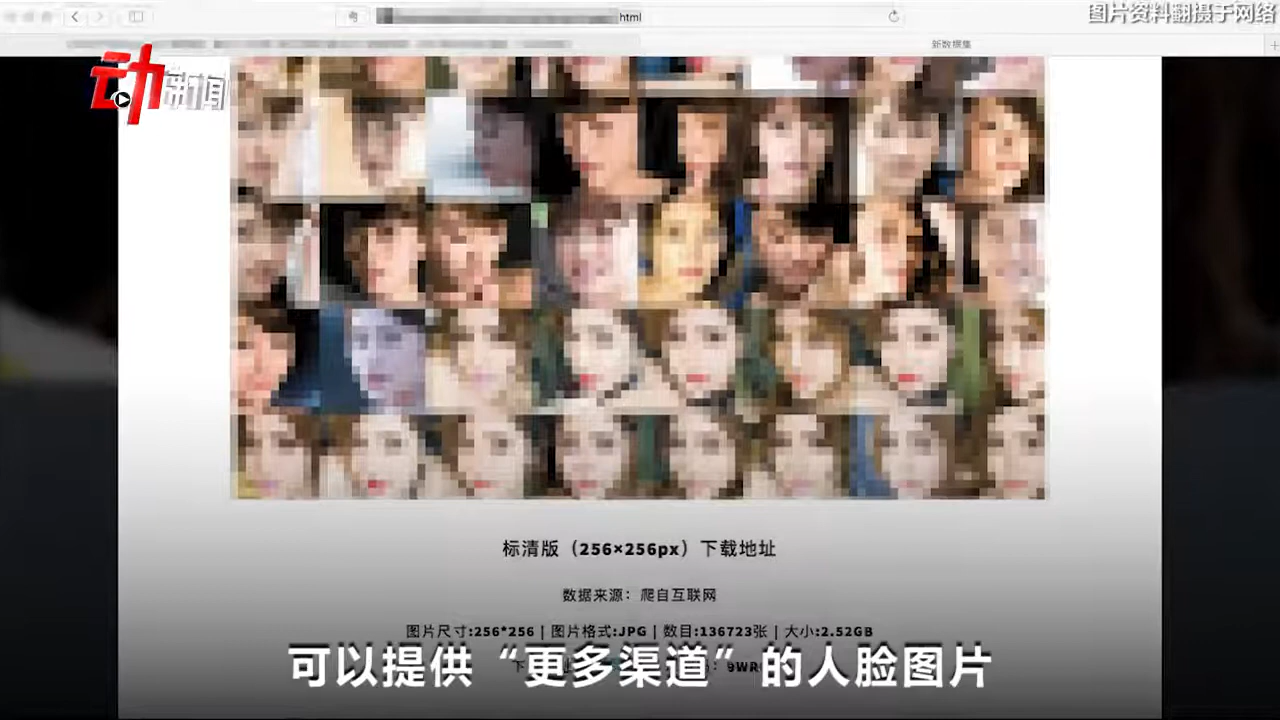 html
图片资料翻摄于网络
新数据集
动新闻
标清版（256×256px）下载地址
数据来源：爬自互联网
图片尺寸:256*256 | 图片格式:JPG | 数目:136723张 | 大小:2.52GB
可以提供“更多渠道”的人脸图片